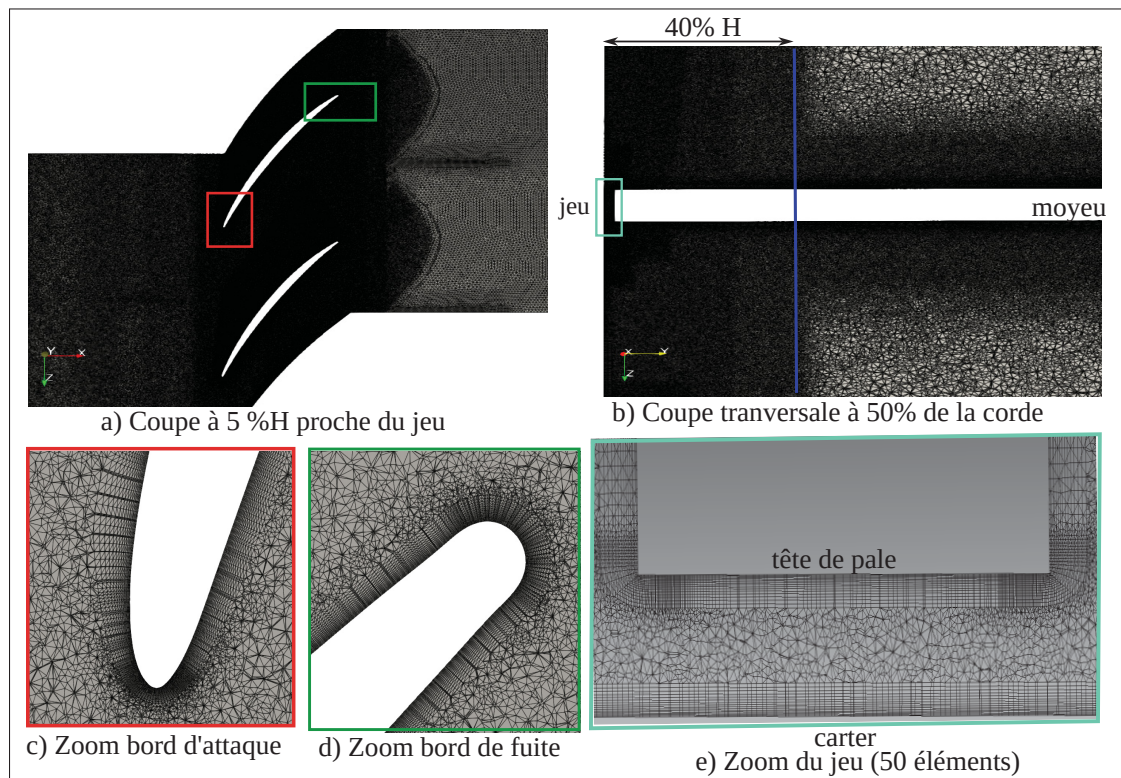 40% H
jeu
moyeu
Y X
Z
X Y
Z
a) Coupe à 5 %H proche du jeu
b) Coupe tranversale à 50% de la corde
tête de pale
c) Zoom bord d'attaque
d) Zoom bord de fuite
carter
e) Zoom du jeu (50 éléments)